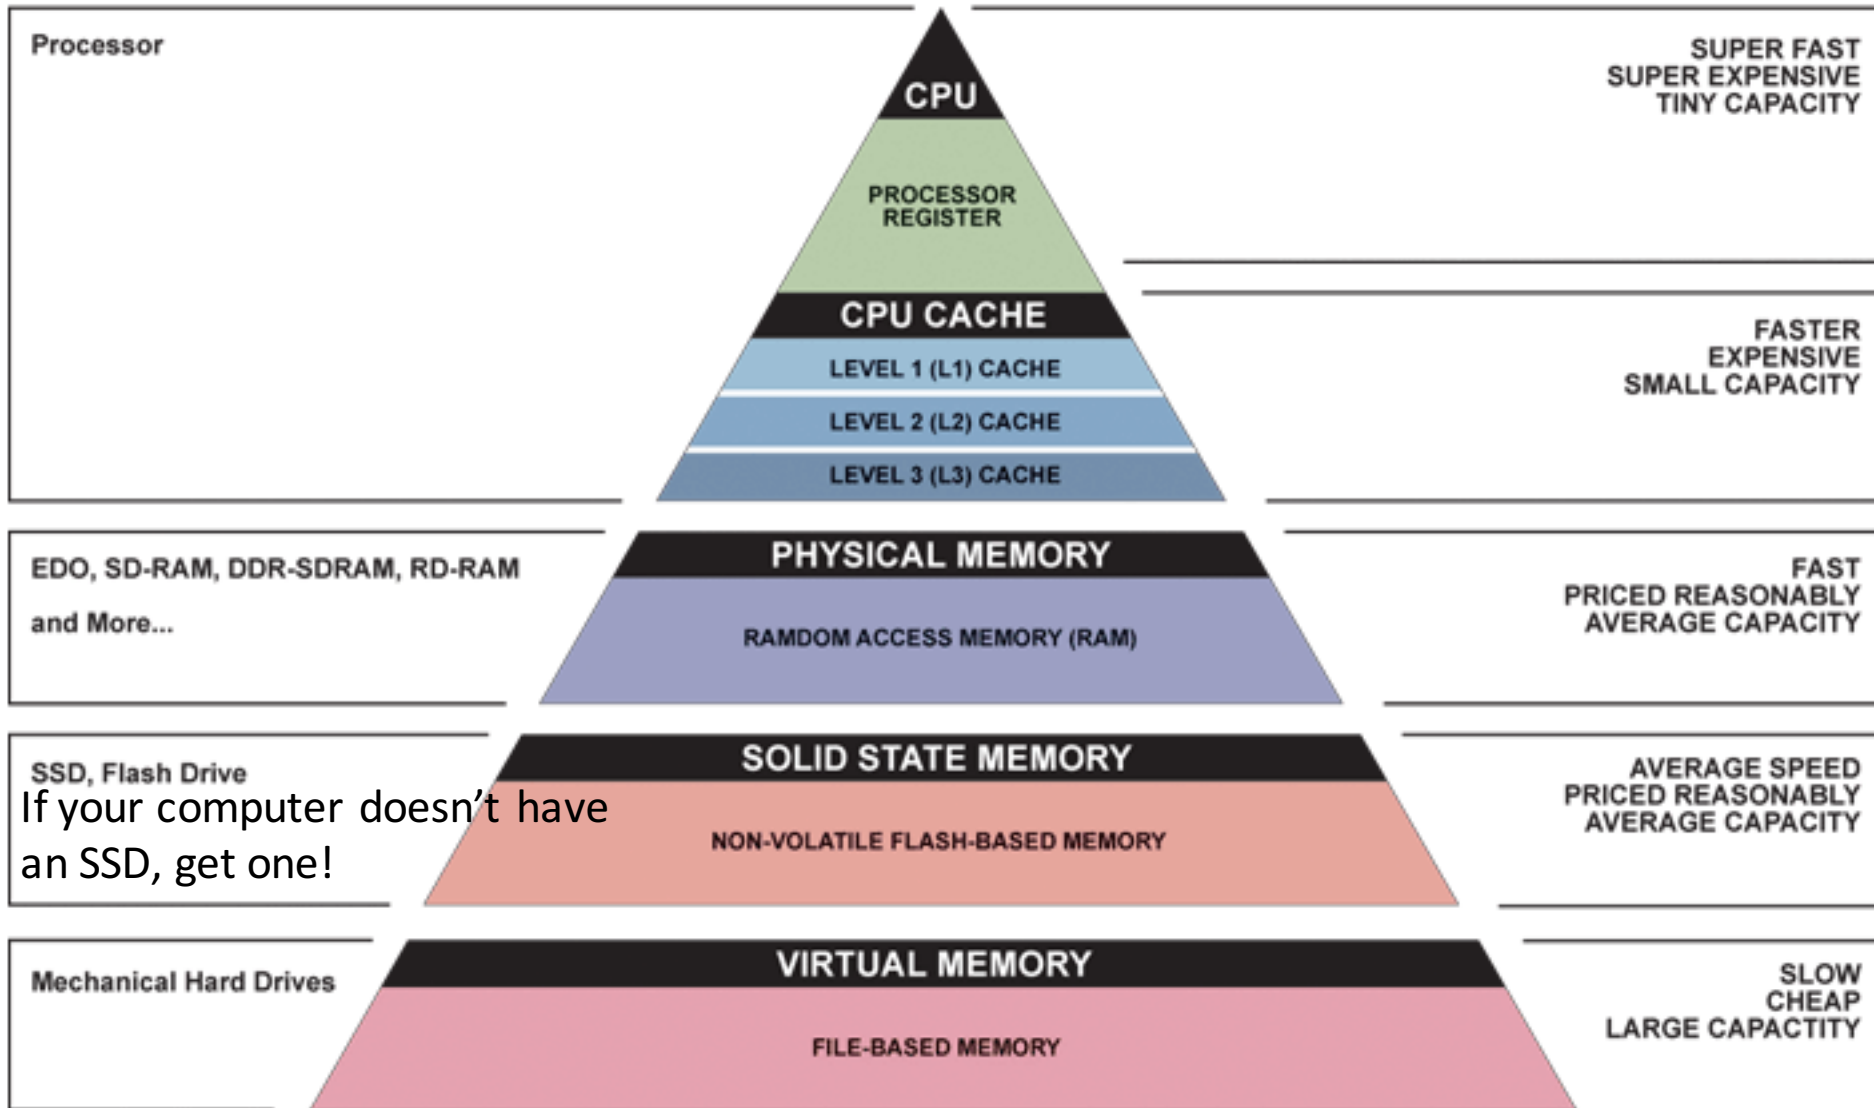 Processor
SUPER FAST
SUPER EXPENSIVE
TINY CAPACITY
CPU
PROCESSOR
REGISTER
CPU CACHE
LEVEL 1 (L1) CACHE
LEVEL 2 (L2) CACHE
LEVEL 3 (L3) CACHE
FASTER
EXPENSIVE
SMALL CAPACITY
EDO, SD-RAM, DDR-SDRAM, RD-RAM
and More...
PHYSICAL MEMORY
RAMDOM ACCESS MEMORY (RAM)
FAST
PRICED REASONABLY
AVERAGE CAPACITY
SSD, Flash Drive
If your computer doesn’t have
an SSD, get one!
SOLID STATE MEMORY
NON-VOLATILE FLASH-BASED MEMORY
AVERAGE SPEED
PRICED REASONABLY
AVERAGE CAPACITY
Mechanical Hard Drives
VIRTUAL MEMORY
FILE-BASED MEMORY
SLOW
CHEAP
LARGE CAPACTITY